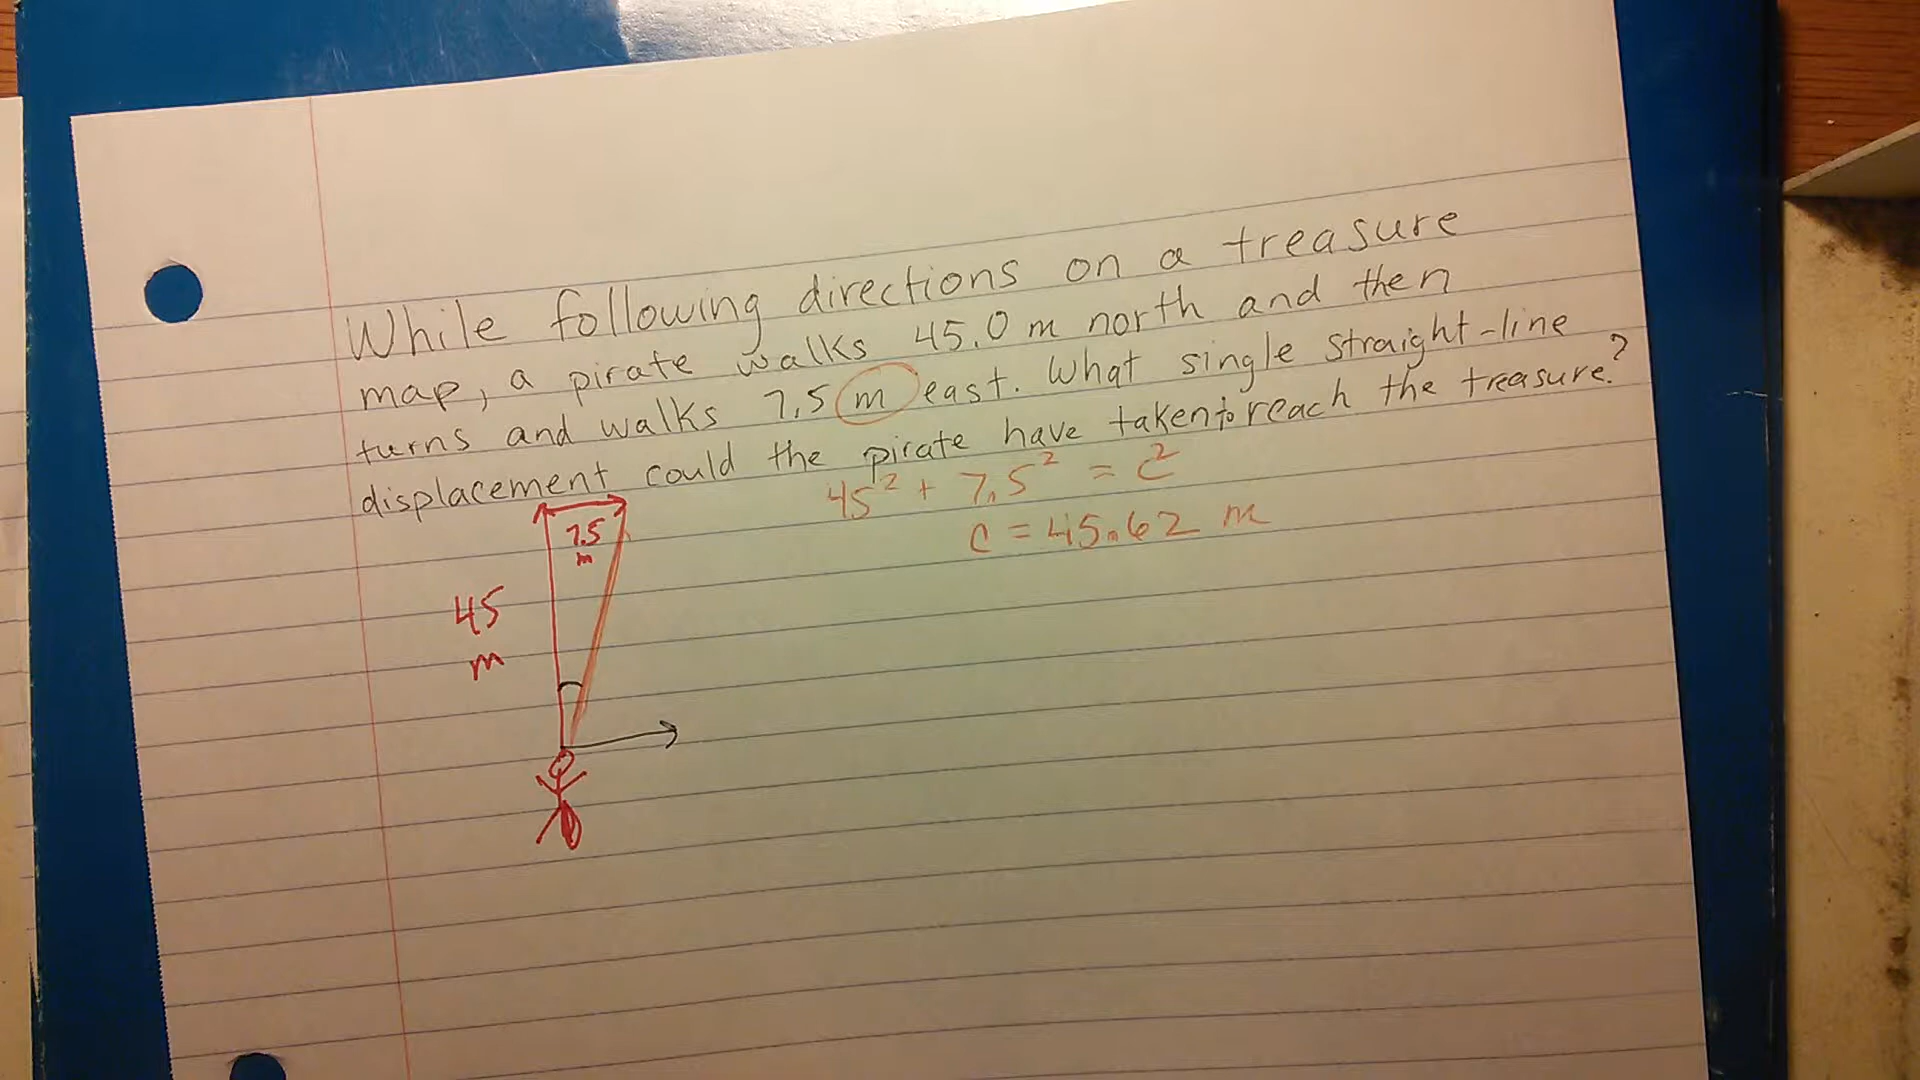 While following directions on a treasure
map, a pirate walks 45.0 m north and then
turns and walks 7.5 m east. What single straight-line
displacement could the pirate have taken to reach the treasure?
45² + 7.5² = c²
c = 45.62 m
7.5
m
45
m